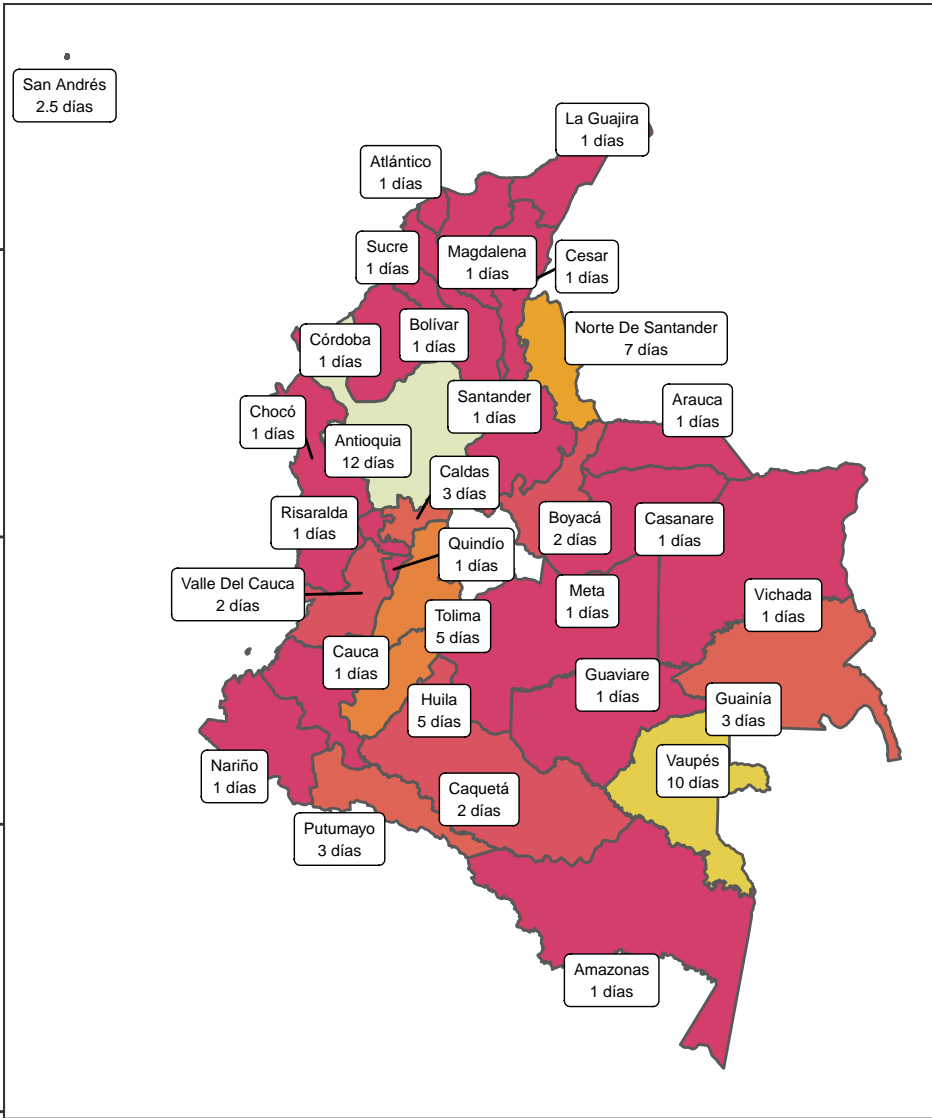 San Andrés
2.5 días
La Guajira
1 días
Atlántico
1 días
Sucre
1 días
Magdalena
1 días
Cesar
1 días
Córdoba
1 días
Bolívar
1 días
Norte De Santander
7 días
Chocó
1 días
Antioquia
12 días
Santander
1 días
Arauca
1 días
Caldas
3 días
Risaralda
1 días
Quindío
1 días
Boyacá
2 días
Casanare
1 días
Valle Del Cauca
2 días
Tolima
5 días
Meta
1 días
Vichada
1 días
Cauca
1 días
Huila
5 días
Guaviare
1 días
Guainía
3 días
Nariño
1 días
Caquetá
2 días
Vaupés
10 días
Putumayo
3 días
Amazonas
1 días